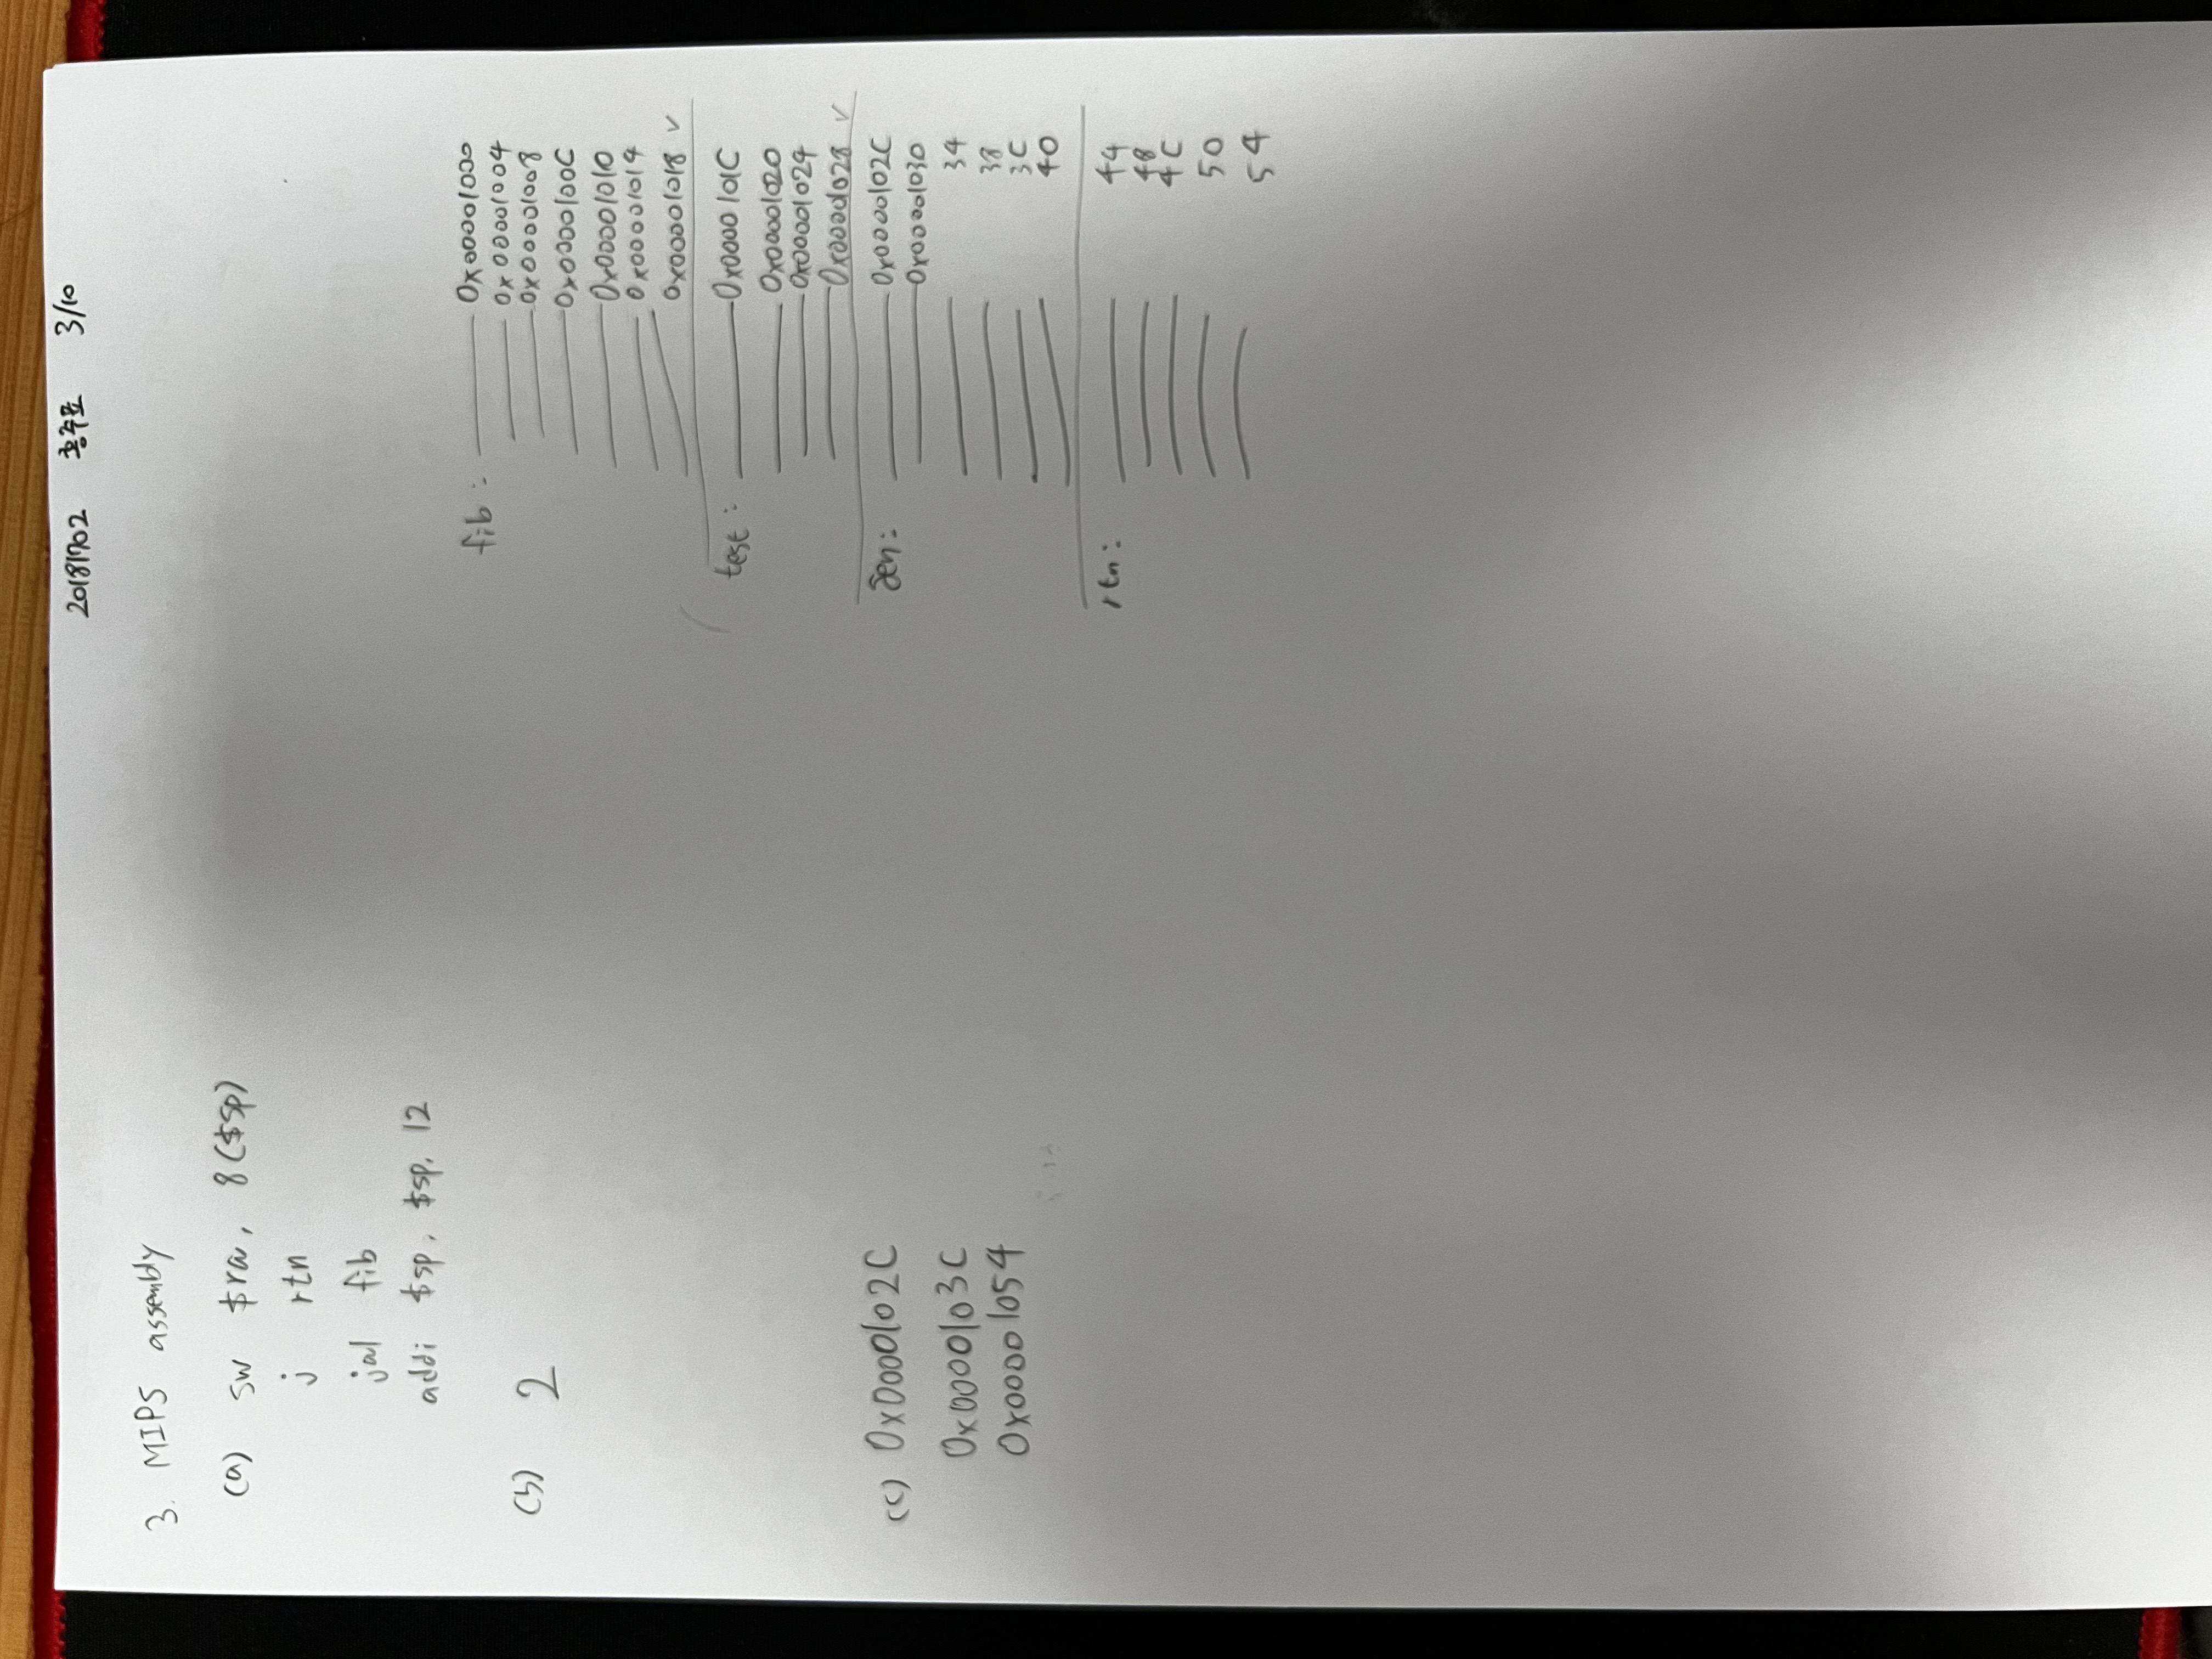 20181702 홍주표 3/10
3. MIPS assembly
(a) sw $ra, 8($sp)
j rtn
jal fib
addi $sp, $sp, 12
(b) 2
(c) 0x0000102C
0x0000103C
0x00001054
fib: 0x00001000
0x00001004
0x00001008
0x0000100C
0x00001010
0x00001014
0x00001018 ✓
test: 0x0000101C
0x00001020
0x00001024
0x00001028 ✓
gen: 0x0000102C
0x00001030
34
38
3C
40
rtn: 44
48
4C
50
54